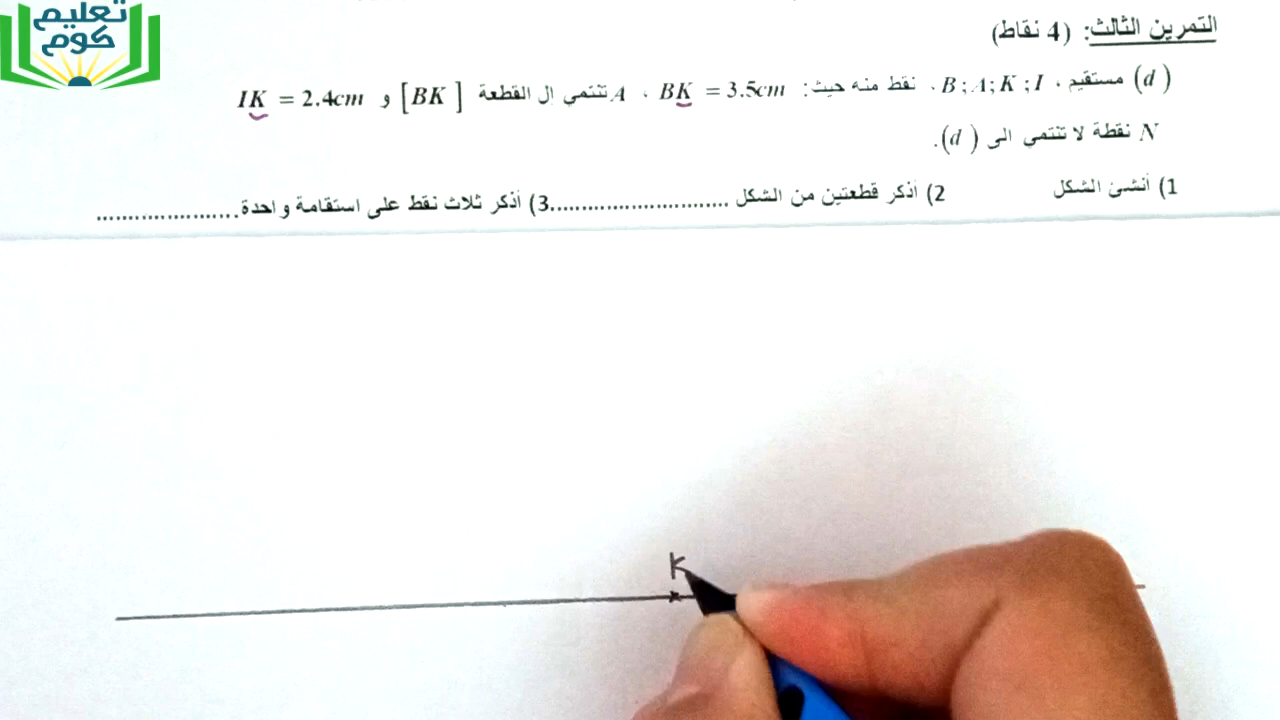 تعليم
كوم
التمرين الثالث: (4 نقاط)
(d) مستقيم ، B ; A ; K ; I ، نقط منه حيث: BK = 3.5cm ، A تنتمي إل القطعة [BK] و IK = 2.4cm
N نقطة لا تنتمي الى (d).
1) أنشئ الشكل 2) أذكر قطعتين من الشكل ............................3) أذكر ثلاث نقط على استقامة واحدة.......................
K